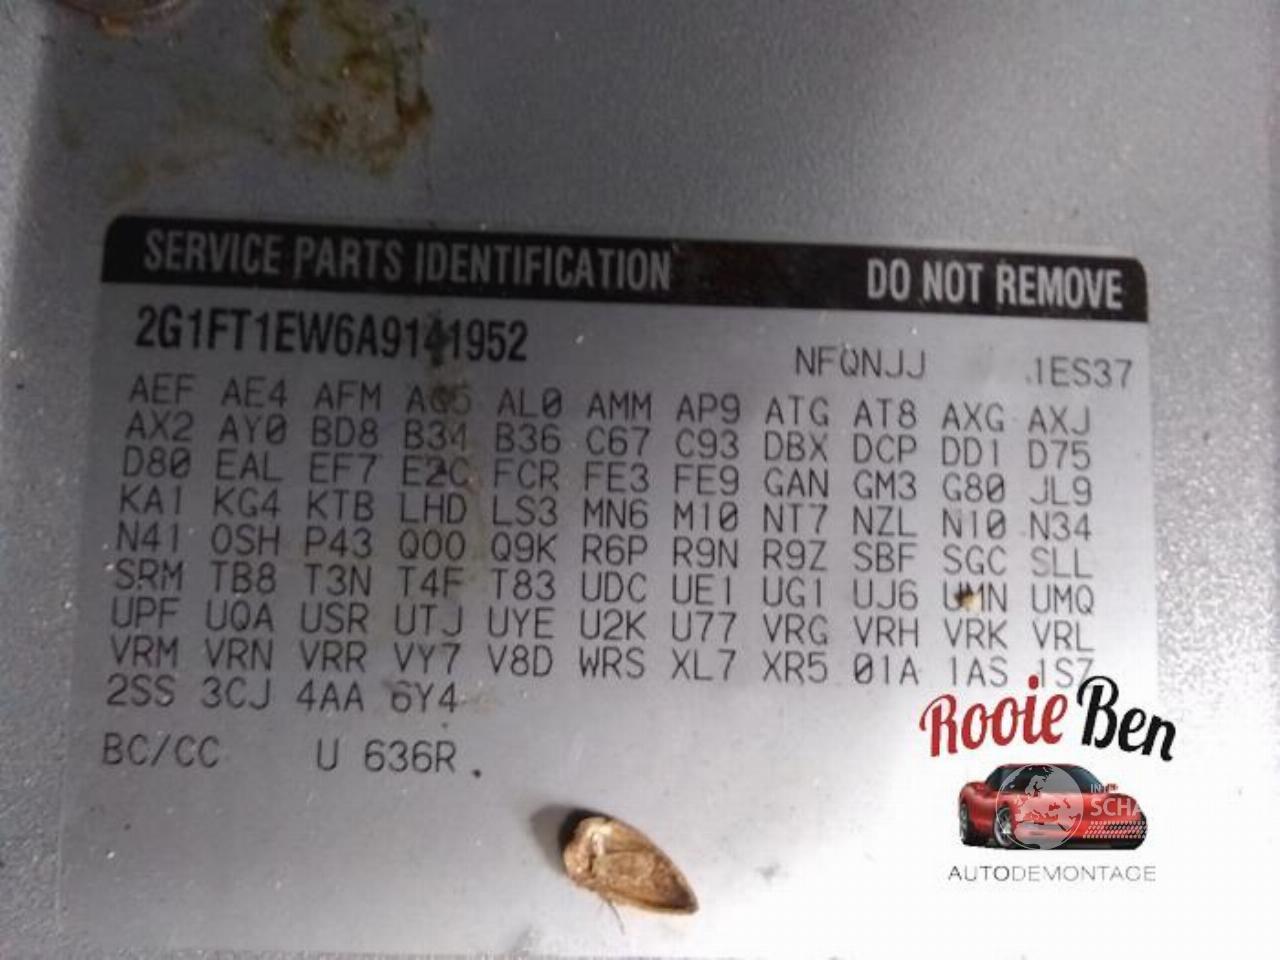 SERVICE PARTS IDENTIFICATION DO NOT REMOVE
2G1FT1EW6A9141952 NFQNJJ 1ES37
AEF AE4 AFM AG5 AL0 AMM AP9 ATG AT8 AXG AXJ
AX2 AY0 BD8 B34 B36 C67 C93 DBX DCP DD1 D75
D80 EAL EF7 E2C FCR FE3 FE9 GAN GM3 G80 JL9
KA1 KG4 KTB LHD LS3 MN6 M10 NT7 NZL N10 N34
N41 OSH P43 Q00 Q9K R6P R9N R9Z SBF SGC SLL
SRM TB8 T3N T4F T83 UDC UE1 UG1 UJ6 UMN UMQ
UPF UQA USR UTJ UYE U2K U77 VRG VRH VRK VRL
VRM VRN VRR VY7 V8D WRS XL7 XR5 01A 1AS 1SZ
2SS 3CJ 4AA 6Y4
BC/CC U 636R
Rooie Ben
AUTODEMONTAGE